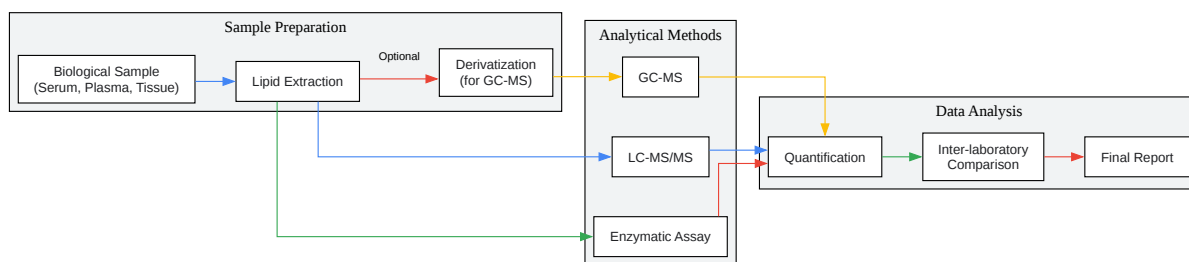 Sample Preparation
Biological Sample
(Serum, Plasma, Tissue)
Lipid Extraction
Optional
Derivatization
(for GC-MS)
Analytical Methods
GC-MS
LC-MS/MS
Enzymatic Assay
Data Analysis
Quantification
Inter-laboratory
Comparison
Final Report